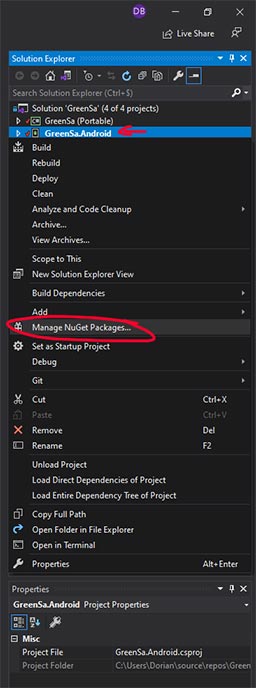 DB
Live Share
Solution Explorer
Search Solution Explorer (Ctrl+$)
Solution 'GreenSa' (4 of 4 projects)
GreenSa (Portable)
GreenSa.Android
Build
Rebuild
Deploy
Clean
Analyze and Code Cleanup
Archive...
View Archives...
Scope to This
New Solution Explorer View
Build Dependencies
Add
Manage NuGet Packages...
Set as Startup Project
Debug
Git
Cut Ctrl+X
Paste Ctrl+V
Remove Del
Rename F2
Unload Project
Load Direct Dependencies of Project
Load Entire Dependency Tree of Project
Copy Full Path
Open Folder in File Explorer
Open in Terminal
Properties Alt+Enter
Properties
GreenSa.Android Project Properties
Misc
Project File GreenSa.Android.csproj
Project Folder C:\Users\Dorian\source\repos\Green